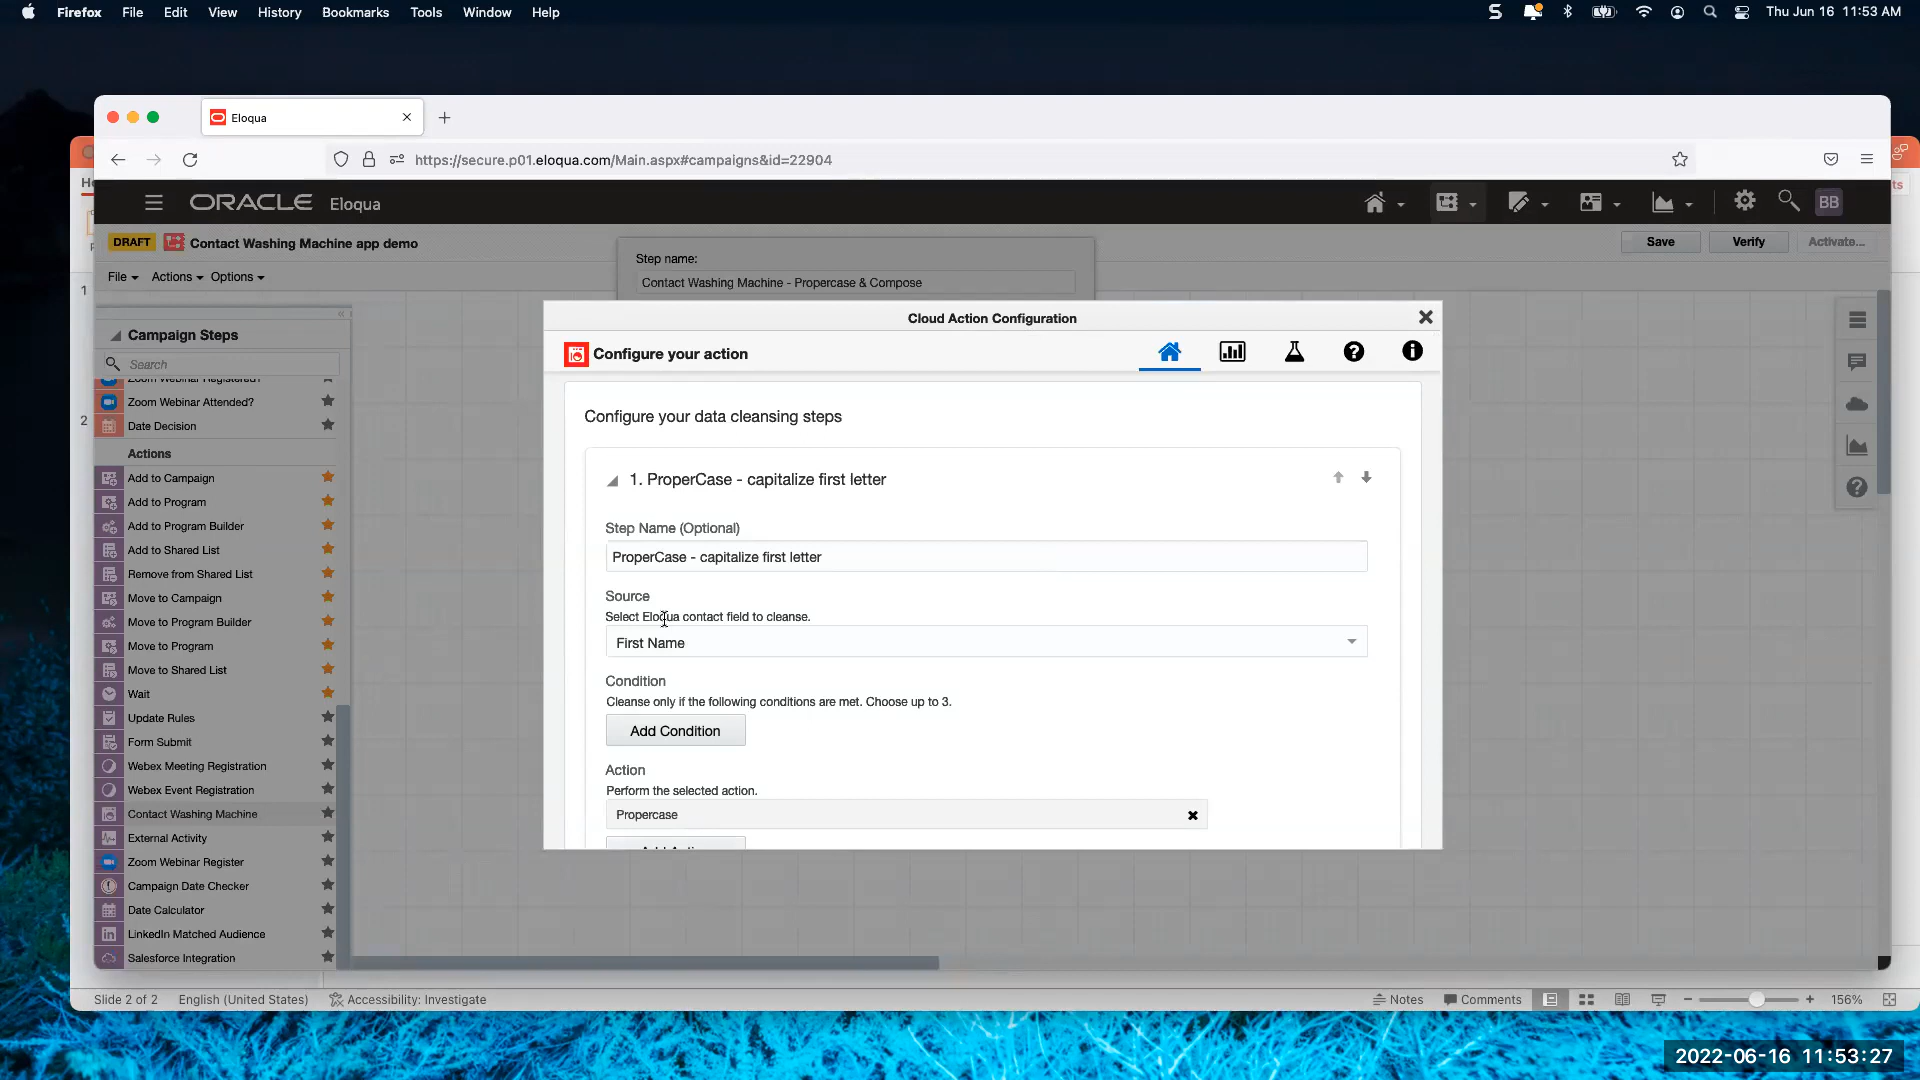 Firefox File Edit View History Bookmarks Tools Window Help
Thu Jun 16 11:53 AM
Eloqua
https://secure.p01.eloqua.com/Main.aspx#campaigns&id=22904
ORACLE Eloqua
BB
DRAFT Contact Washing Machine app demo
Save Verify Activate...
File Actions Options
Step name:
Contact Washing Machine - Propercase & Compose
1
2
Campaign Steps
Search
Zoom Webinar Registered?
Zoom Webinar Attended?
Date Decision
Actions
Add to Campaign
Add to Program
Add to Program Builder
Add to Shared List
Remove from Shared List
Move to Campaign
Move to Program Builder
Move to Program
Move to Shared List
Wait
Update Rules
Form Submit
Webex Meeting Registration
Webex Event Registration
Contact Washing Machine
External Activity
Zoom Webinar Register
Campaign Date Checker
Date Calculator
LinkedIn Matched Audience
Salesforce Integration
Cloud Action Configuration
Configure your action
Configure your data cleansing steps
1. ProperCase - capitalize first letter
Step Name (Optional)
ProperCase - capitalize first letter
Source
Select Eloqua contact field to cleanse.
First Name
Condition
Cleanse only if the following conditions are met. Choose up to 3.
Add Condition
Action
Perform the selected action.
Propercase
Slide 2 of 2 English (United States) Accessibility: Investigate
Notes Comments 156%
2022-06-16 11:53:27